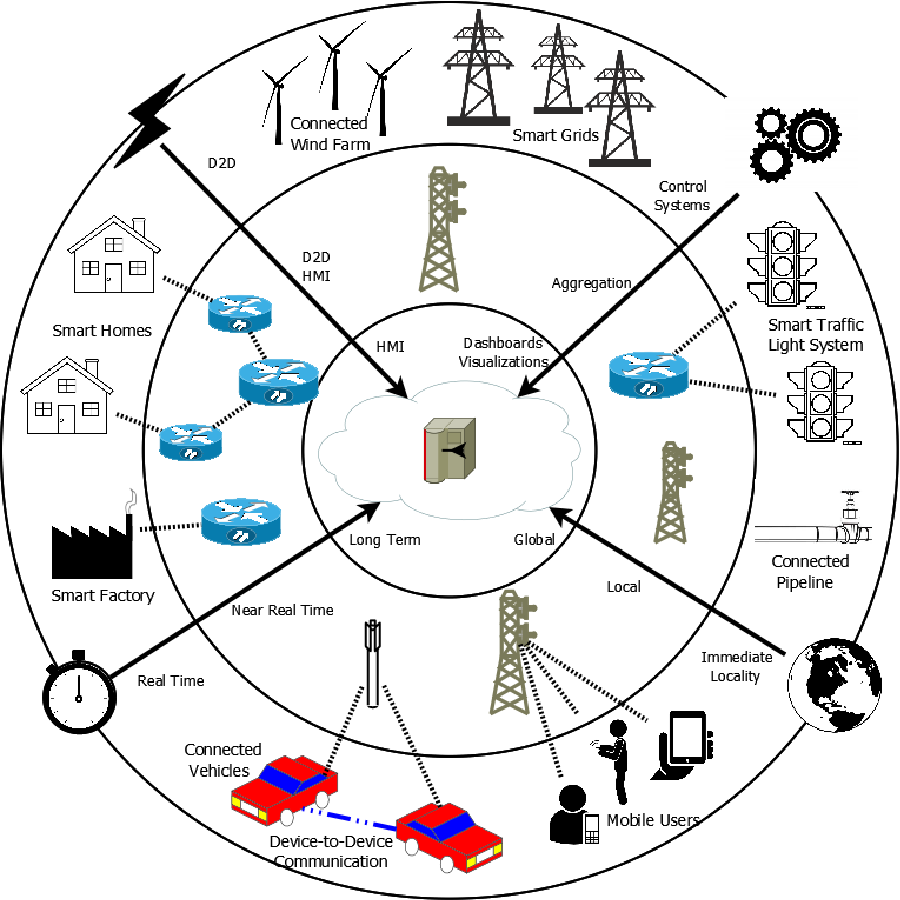 Connected
Wind Farm
Smart Grids
D2D
Control
Systems
D2D
HMI
Aggregation
Smart Homes
Smart Traffic
Light System
HMI
Dashboards
Visualizations
Long Term
Global
Connected
Pipeline
Smart Factory
Near Real Time
Local
Real Time
Immediate
Locality
Connected
Vehicles
Mobile Users
Device-to-Device
Communication